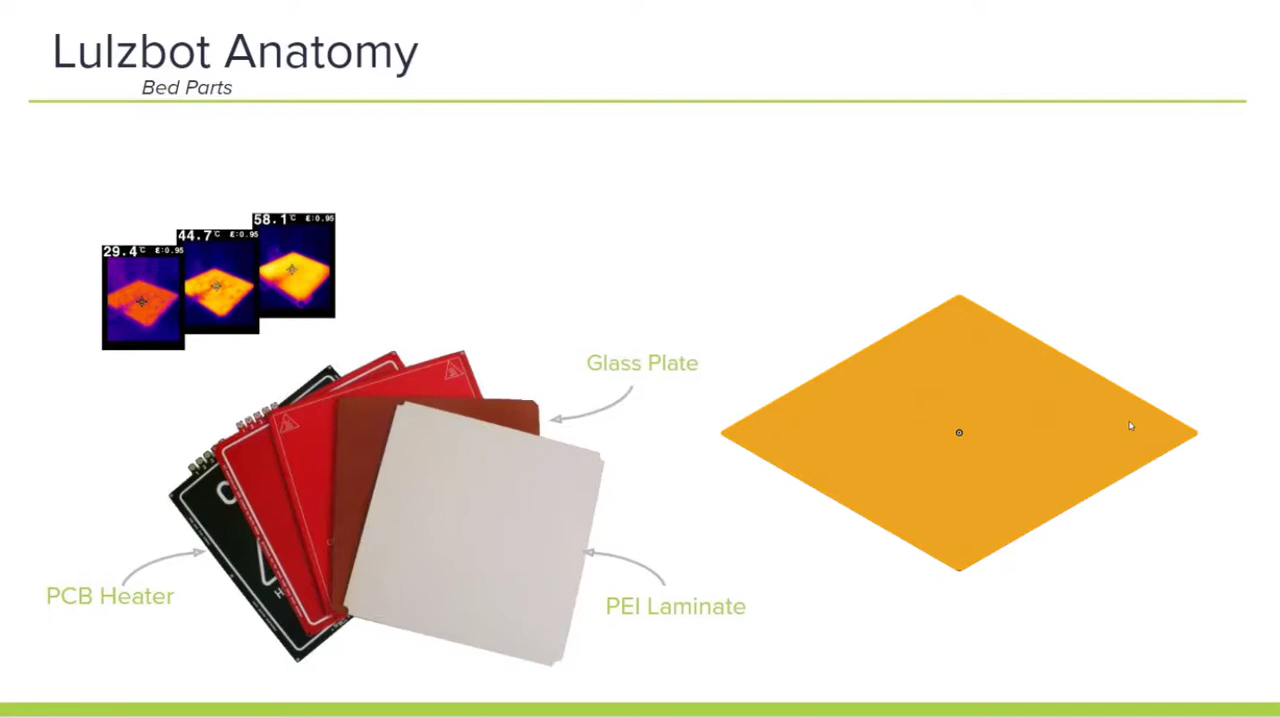 Lulzbot Anatomy
Bed Parts
58.1°C ε:0.95
44.7°C ε:0.95
29.4°C ε:0.95
Glass Plate
PCB Heater
PEI Laminate